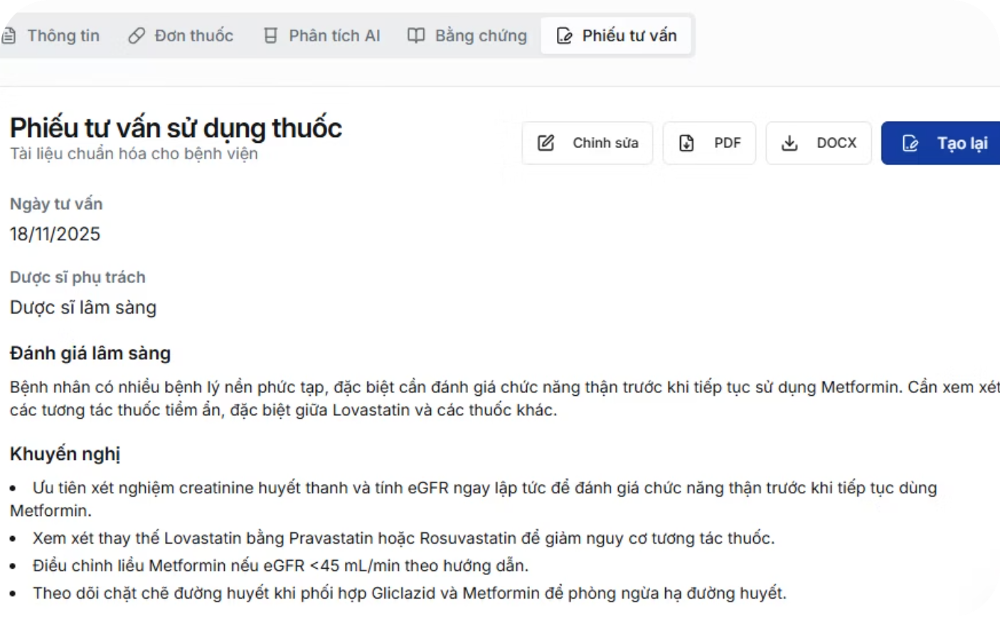 Thông tin
Đơn thuốc
Phân tích AI
Bằng chứng
Phiếu tư vấn
Phiếu tư vấn sử dụng thuốc
Tài liệu chuẩn hóa cho bệnh viện
Chỉnh sửa
PDF
DOCX
Tạo lại
Ngày tư vấn
18/11/2025
Dược sĩ phụ trách
Dược sĩ lâm sàng
Đánh giá lâm sàng
Bệnh nhân có nhiều bệnh lý nền phức tạp, đặc biệt cần đánh giá chức năng thận trước khi tiếp tục sử dụng Metformin. Cần xem xét
các tương tác thuốc tiềm ẩn, đặc biệt giữa Lovastatin và các thuốc khác.
Khuyến nghị
• Ưu tiên xét nghiệm creatinine huyết thanh và tính eGFR ngay lập tức để đánh giá chức năng thận trước khi tiếp tục dùng
Metformin.
• Xem xét thay thế Lovastatin bằng Pravastatin hoặc Rosuvastatin để giảm nguy cơ tương tác thuốc.
• Điều chỉnh liều Metformin nếu eGFR <45 mL/min theo hướng dẫn.
• Theo dõi chặt chẽ đường huyết khi phối hợp Gliclazid và Metformin để phòng ngừa hạ đường huyết.